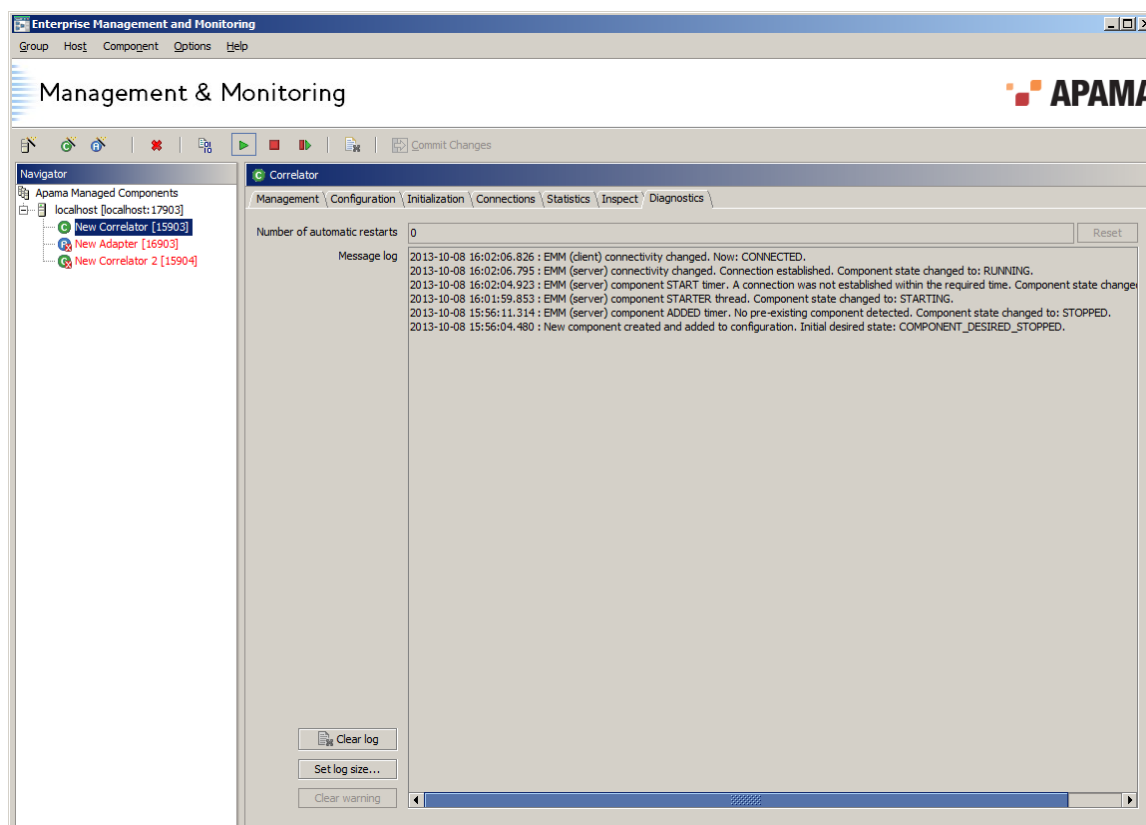 Enterprise Management and Monitoring
Group Host Component Options Help
Management & Monitoring
APAMA
Commit Changes
Navigator
Apama Managed Components
localhost [localhost:17903]
New Correlator [15903]
New Adapter [16903]
New Correlator 2 [15904]
Correlator
Management Configuration Initialization Connections Statistics Inspect Diagnostics
Number of automatic restarts 0 Reset
Message log
2013-10-08 16:02:06.826 : EMM (client) connectivity changed. Now: CONNECTED.
2013-10-08 16:02:06.795 : EMM (server) connectivity changed. Connection established. Component state changed to: RUNNING.
2013-10-08 16:02:04.923 : EMM (server) component START timer. A connection was not established within the required time. Component state change
2013-10-08 16:01:59.853 : EMM (server) component STARTER thread. Component state changed to: STARTING.
2013-10-08 15:56:11.314 : EMM (server) component ADDED timer. No pre-existing component detected. Component state changed to: STOPPED.
2013-10-08 15:56:04.480 : New component created and added to configuration. Initial desired state: COMPONENT_DESIRED_STOPPED.
Clear log
Set log size...
Clear warning